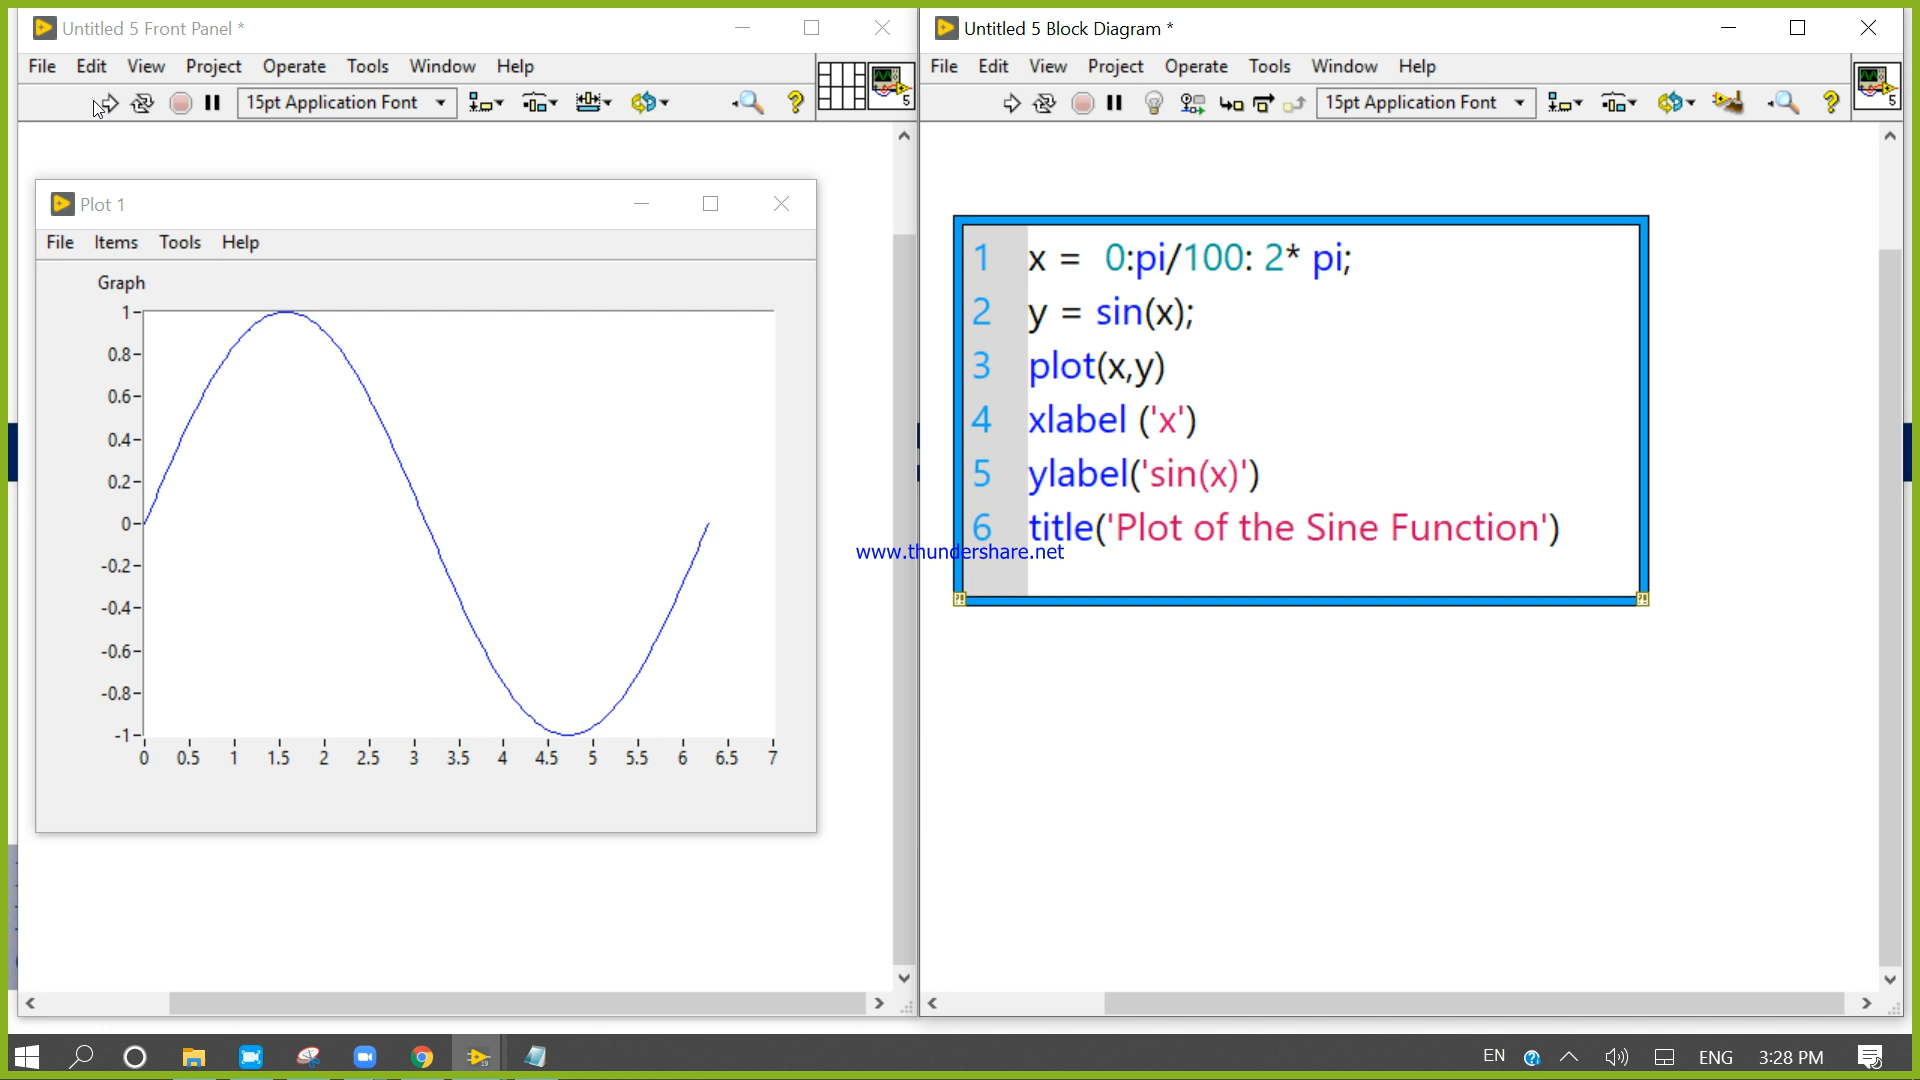 Untitled 5 Front Panel *
File Edit View Project Operate Tools Window Help
15pt Application Font
5
Plot 1
File Items Tools Help
Graph
1
0.8
0.6
0.4
0.2
0
-0.2
-0.4
-0.6
-0.8
-1
0 0.5 1 1.5 2 2.5 3 3.5 4 4.5 5 5.5 6 6.5 7
Untitled 5 Block Diagram *
File Edit View Project Operate Tools Window Help
15pt Application Font
5
1 x = 0:pi/100: 2* pi;
2 y = sin(x);
3 plot(x,y)
4 xlabel ('x')
5 ylabel('sin(x)')
6 title('Plot of the Sine Function')
www.thundershare.net
EN ENG 3:28 PM